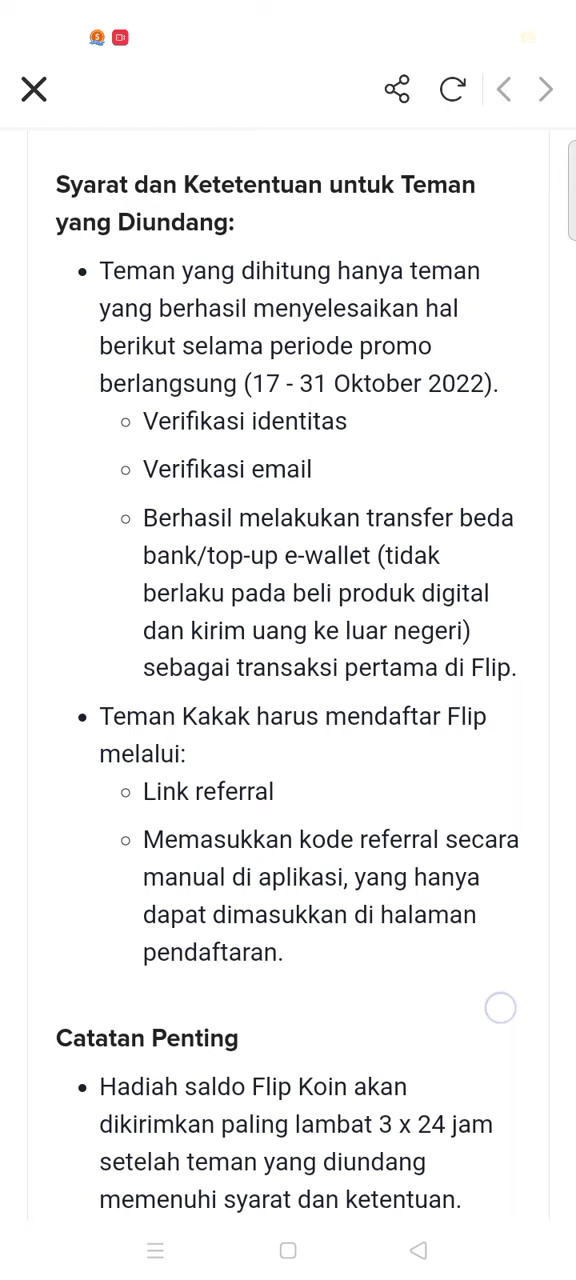 Syarat dan Ketetentuan untuk Teman
yang Diundang:
• Teman yang dihitung hanya teman
yang berhasil menyelesaikan hal
berikut selama periode promo
berlangsung (17 - 31 Oktober 2022).
◦ Verifikasi identitas
◦ Verifikasi email
◦ Berhasil melakukan transfer beda
bank/top-up e-wallet (tidak
berlaku pada beli produk digital
dan kirim uang ke luar negeri)
sebagai transaksi pertama di Flip.
• Teman Kakak harus mendaftar Flip
melalui:
◦ Link referral
◦ Memasukkan kode referral secara
manual di aplikasi, yang hanya
dapat dimasukkan di halaman
pendaftaran.
Catatan Penting
• Hadiah saldo Flip Koin akan
dikirimkan paling lambat 3 x 24 jam
setelah teman yang diundang
memenuhi syarat dan ketentuan.